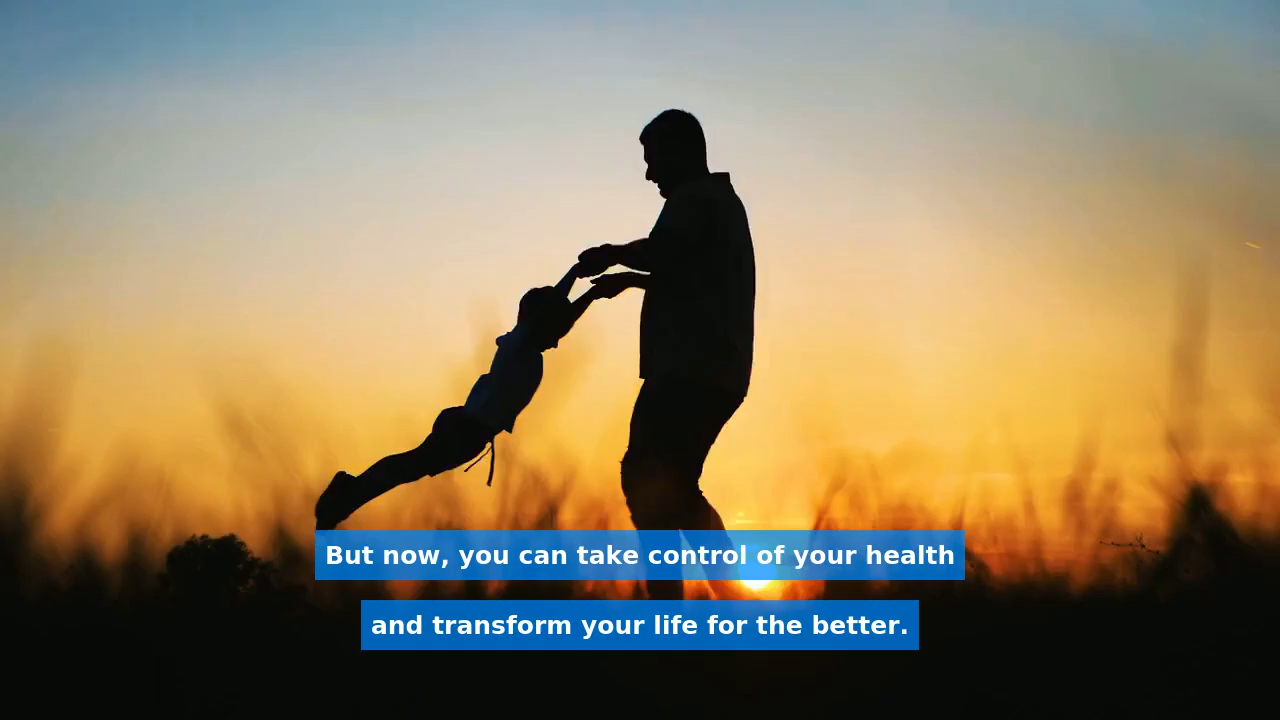 But now, you can take control of your health
and transform your life for the better.